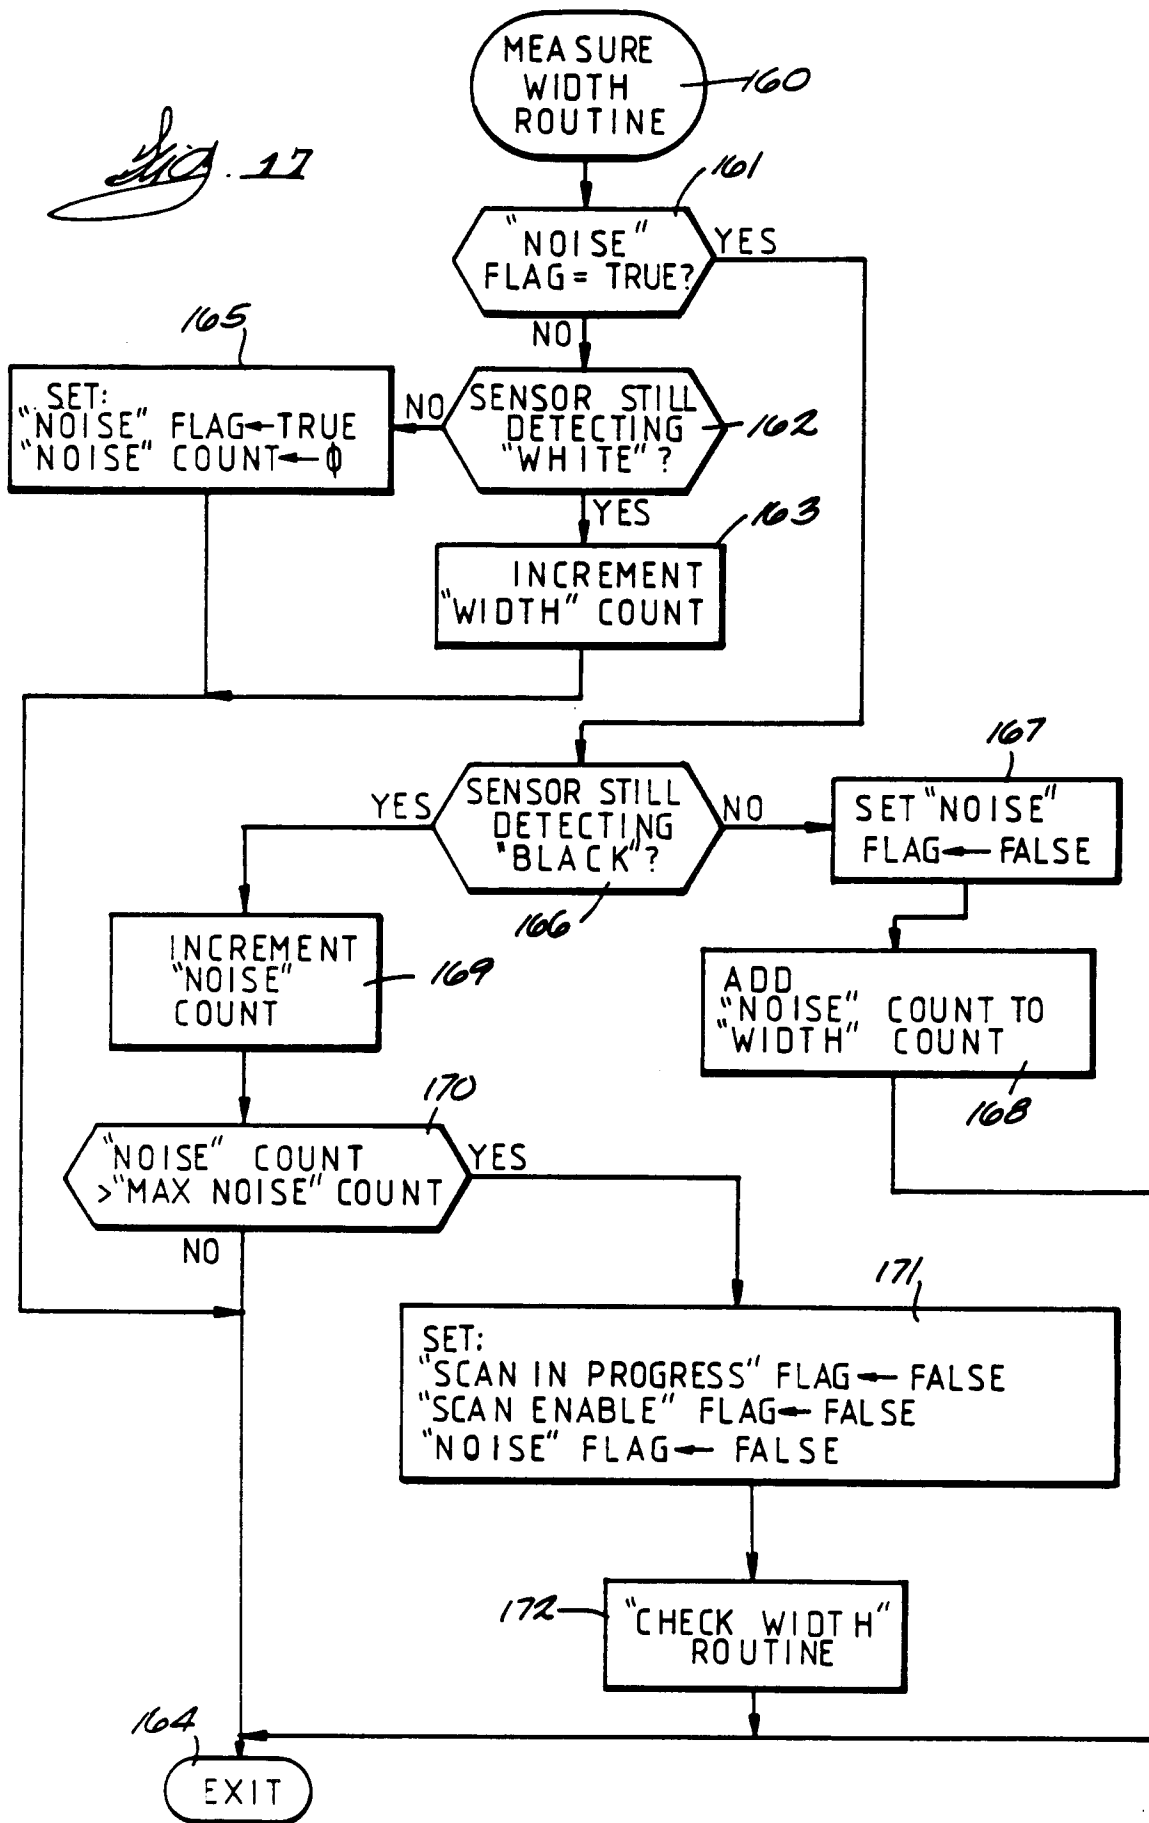 MEASURE
WIDTH
ROUTINE
160
Fig. 17
161
"NOISE"
FLAG = TRUE?
YES
NO
165
SET:
"NOISE" FLAG←TRUE
"NOISE" COUNT←ϕ
NO
SENSOR STILL
DETECTING
"WHITE"?
162
YES
163
INCREMENT
"WIDTH" COUNT
167
YES
SENSOR STILL
DETECTING
"BLACK"?
NO
SET "NOISE"
FLAG← FALSE
166
INCREMENT
"NOISE"
COUNT
169
ADD
"NOISE" COUNT TO
"WIDTH" COUNT
168
170
"NOISE" COUNT
>"MAX NOISE" COUNT
YES
NO
171
SET:
"SCAN IN PROGRESS" FLAG← FALSE
"SCAN ENABLE" FLAG← FALSE
"NOISE" FLAG← FALSE
172
"CHECK WIDTH"
ROUTINE
164
EXIT